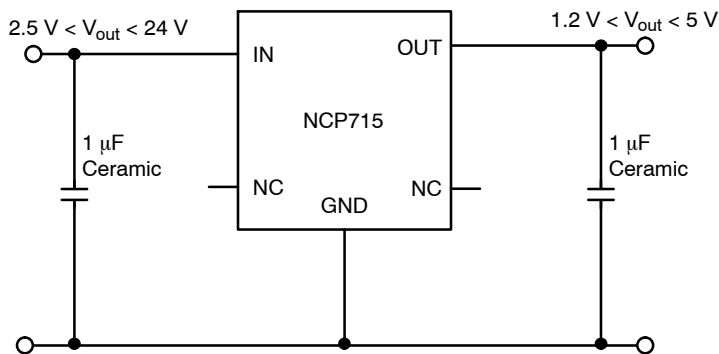 2.5 V < Vout < 24 V
1.2 V < Vout < 5 V
IN
OUT
NCP715
1 μF
Ceramic
1 μF
Ceramic
NC
NC
GND